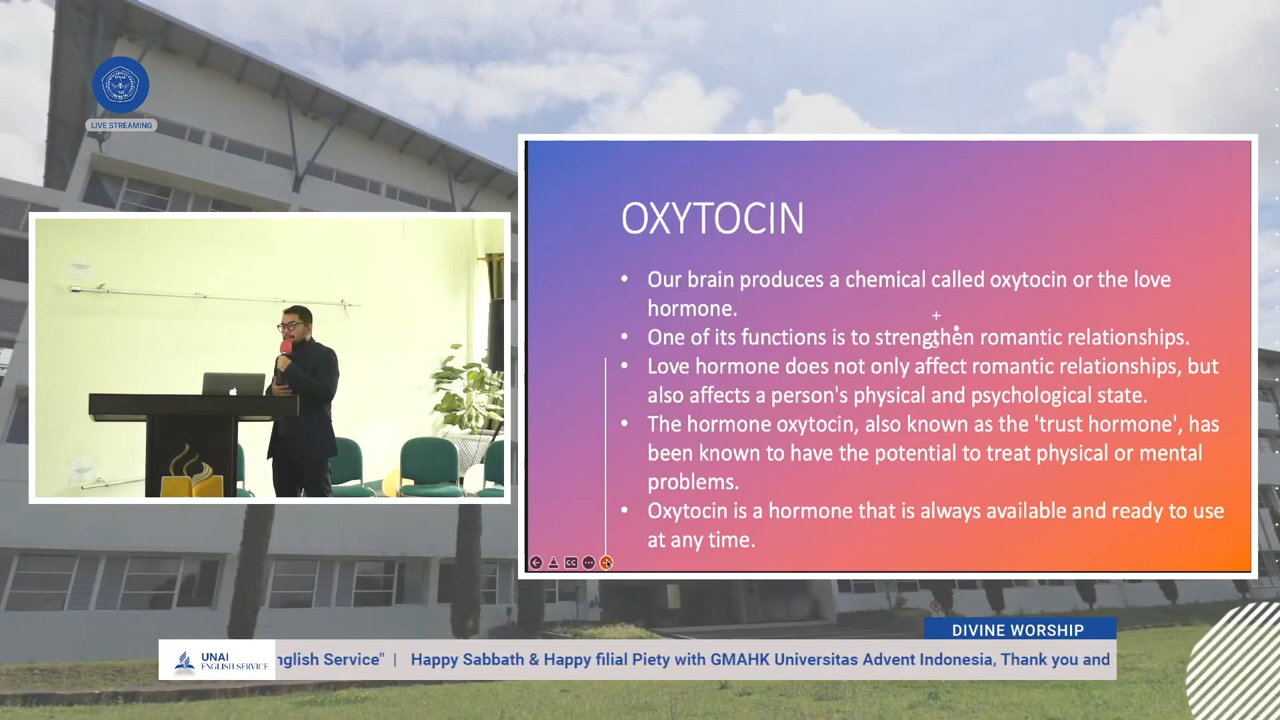 LIVE STREAMING
OXYTOCIN
• Our brain produces a chemical called oxytocin or the love
hormone.
• One of its functions is to strengthen romantic relationships.
• Love hormone does not only affect romantic relationships, but
also affects a person's physical and psychological state.
• The hormone oxytocin, also known as the 'trust hormone', has
been known to have the potential to treat physical or mental
problems.
• Oxytocin is a hormone that is always available and ready to use
at any time.
CC
DIVINE WORSHIP
UNAI
ENGLISH SERVICE
nglish Service" | Happy Sabbath & Happy filial Piety with GMAHK Universitas Advent Indonesia, Thank you and